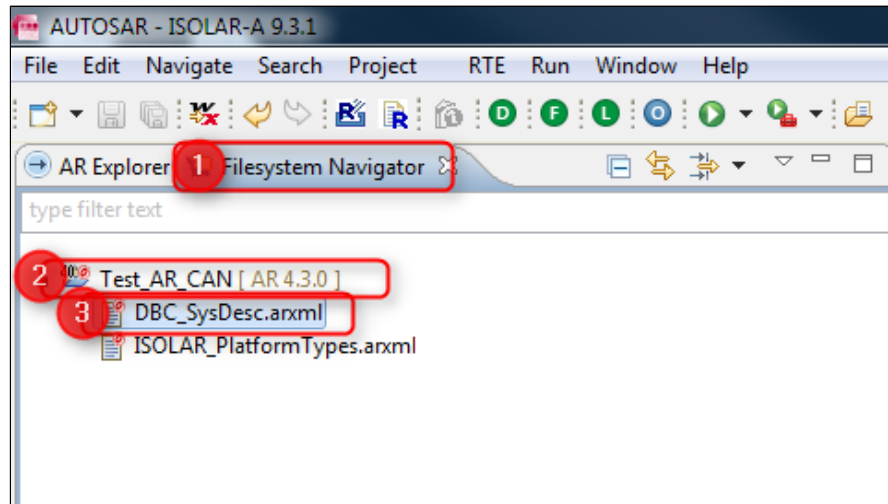 AUTOSAR - ISOLAR-A 9.3.1
File Edit Navigate Search Project RTE Run Window Help
D F L O
AR Explorer 1 Filesystem Navigator
type filter text
2 Test_AR_CAN [ AR 4.3.0 ]
3 DBC_SysDesc.arxml
ISOLAR_PlatformTypes.arxml